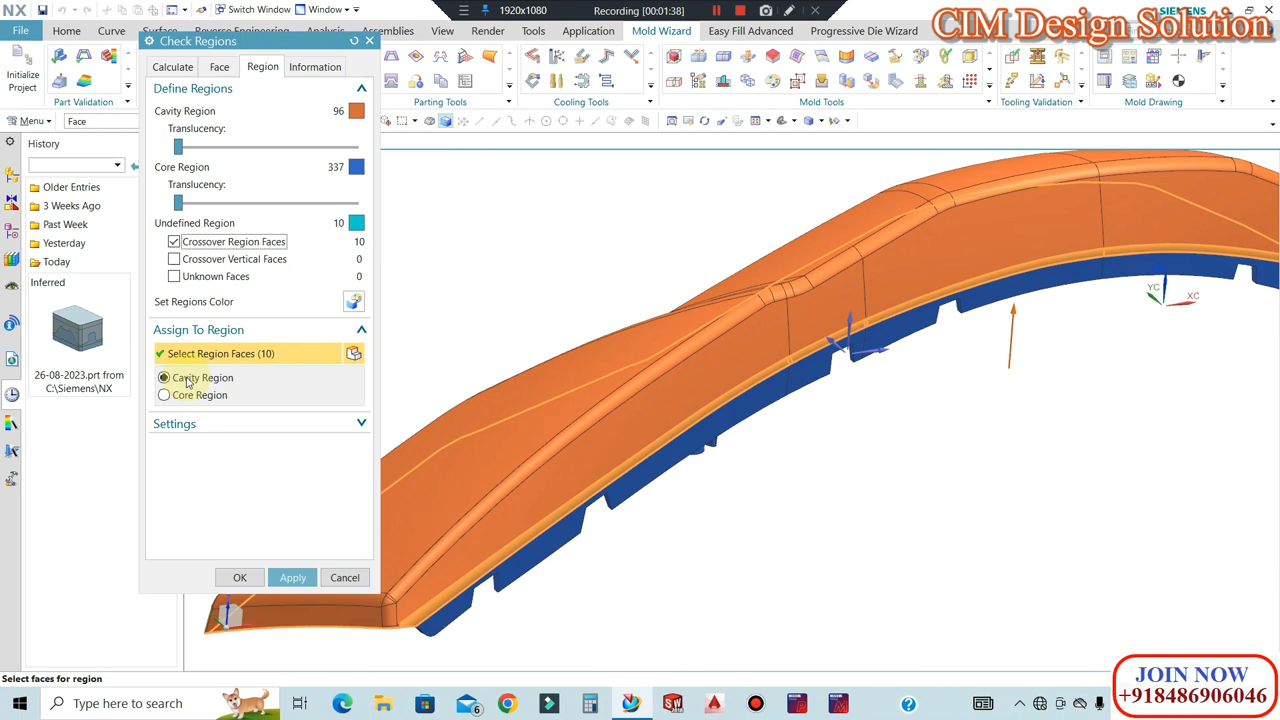 NX
Switch Window
Window
1920x1080
Recording [00:01:38]
SIEMENS
CIM Design Solution
File
Home
Curve
Surface
Reverse Engineering
Analysis
Assemblies
View
Render
Tools
Application
Mold Wizard
Easy Fill Advanced
Progressive Die Wizard
Initialize
Project
Part Validation
Parting Tools
Cooling Tools
Mold Tools
Tooling Validation
Mold Drawing
Menu
Face
History
Older Entries
3 Weeks Ago
Past Week
Yesterday
Today
Inferred
26-08-2023.prt from
C:\Siemens\NX
Check Regions
Calculate
Face
Region
Information
Define Regions
Cavity Region 96
Translucency:
Core Region 337
Translucency:
Undefined Region 10
Crossover Region Faces 10
Crossover Vertical Faces 0
Unknown Faces 0
Set Regions Color
Assign To Region
Select Region Faces (10)
Cavity Region
Core Region
Settings
OK
Apply
Cancel
YC
XC
Select faces for region
JOIN NOW
+918486906046
Type here to search
6